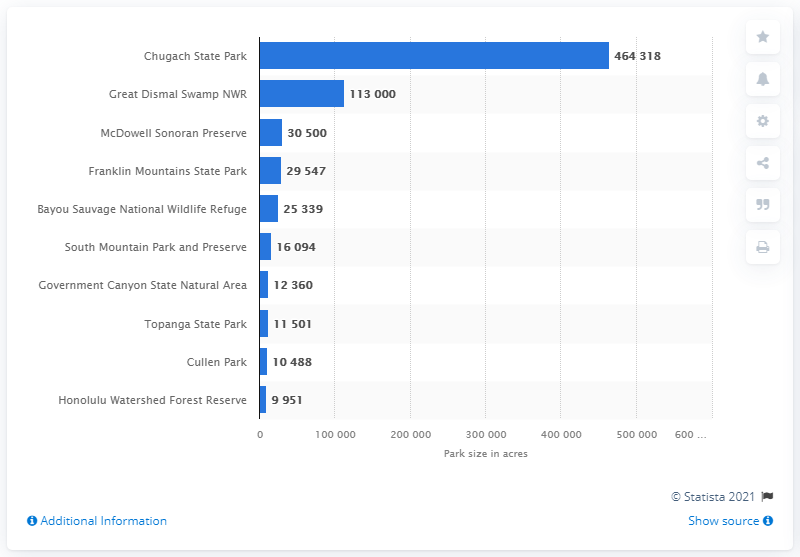 Chugach State Park 464 318
Great Dismal Swamp NWR 113 000
McDowell Sonoran Preserve 30 500
Franklin Mountains State Park 29 547
Bayou Sauvage National Wildlife Refuge 25 339
South Mountain Park and Preserve 16 094
Government Canyon State Natural Area 12 360
Topanga State Park 11 501
Cullen Park 10 488
Honolulu Watershed Forest Reserve 9 951
0 100 000 200 000 300 000 400 000 500 000 600 ...
Park size in acres
© Statista 2021
Additional Information Show source